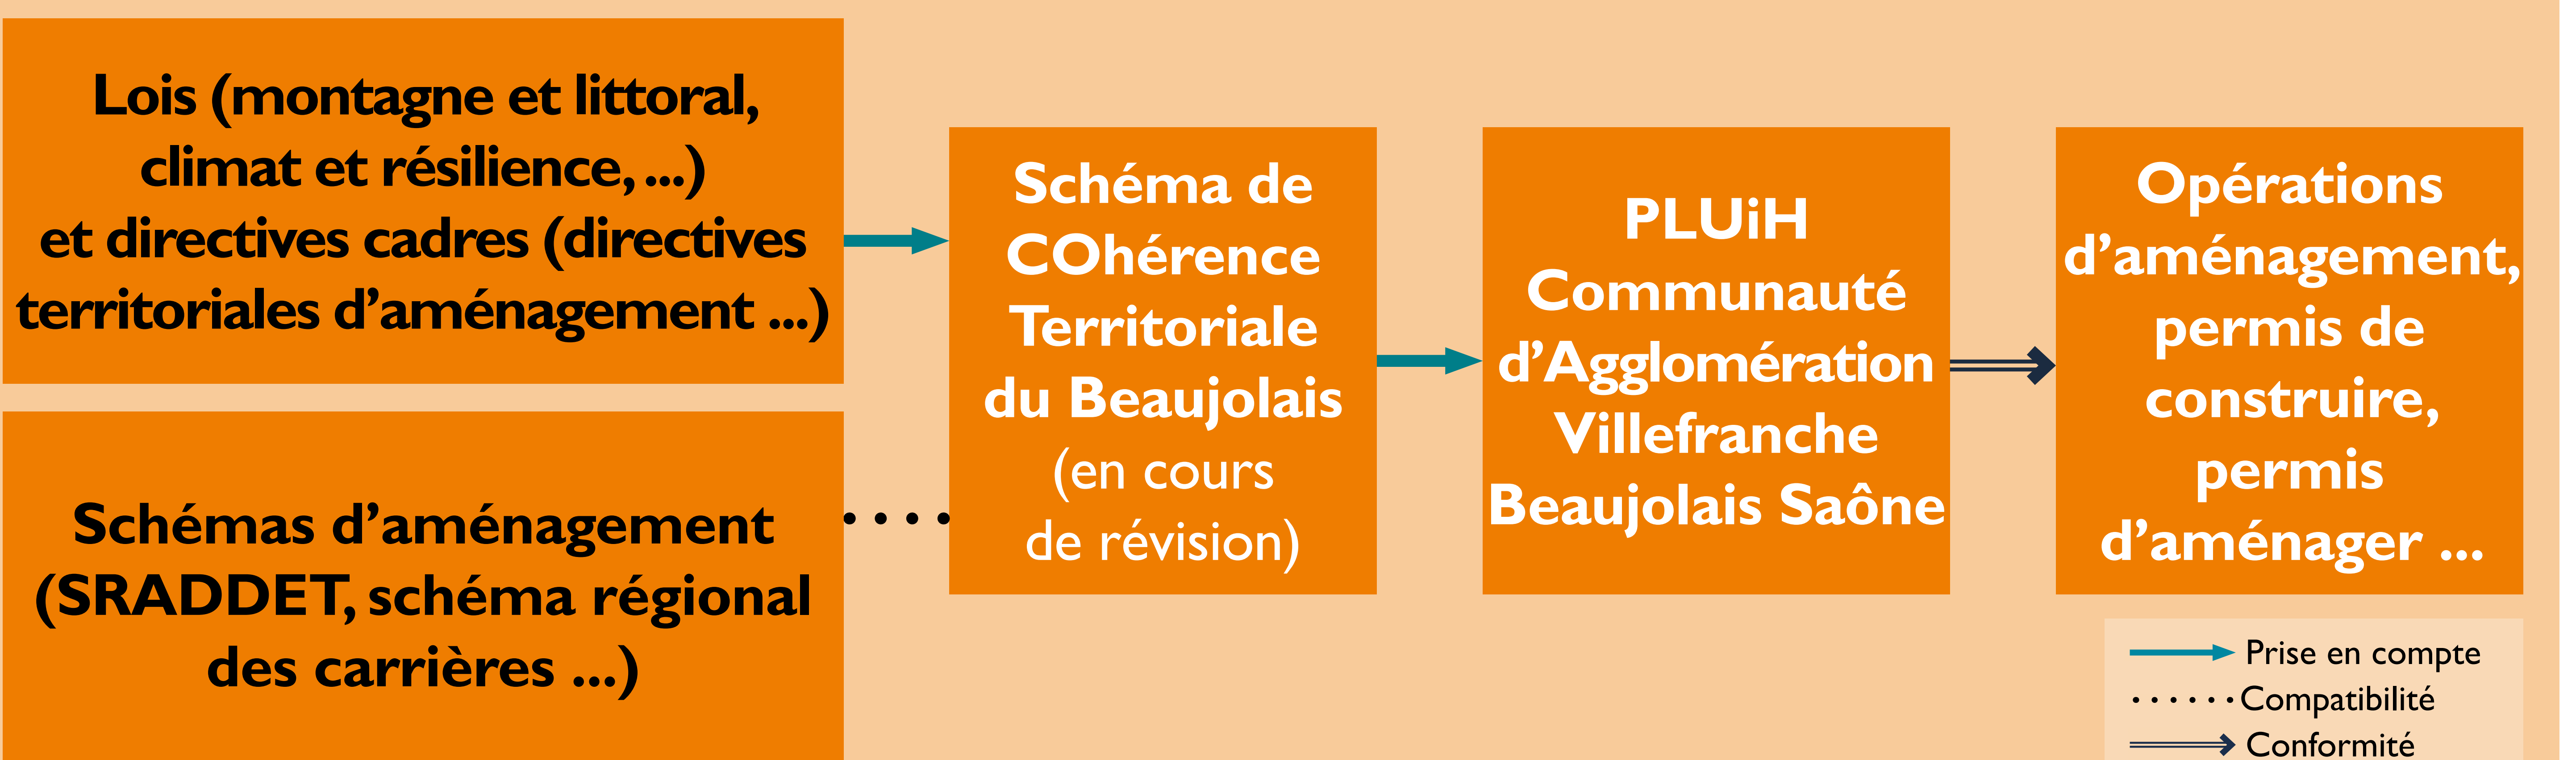 Lois (montagne et littoral,
climat et résilience, ...)
et directives cadres (directives
territoriales d’aménagement ...)
Schémas d’aménagement
(SRADDET, schéma régional
des carrières ...)
Schéma de
COhérence
Territoriale
du Beaujolais
(en cours
de révision)
PLUiH
Communauté
d’Agglomération
Villefranche
Beaujolais Saône
Opérations
d’aménagement,
permis de
construire,
permis
d’aménager ...
Prise en compte
Compatibilité
Conformité